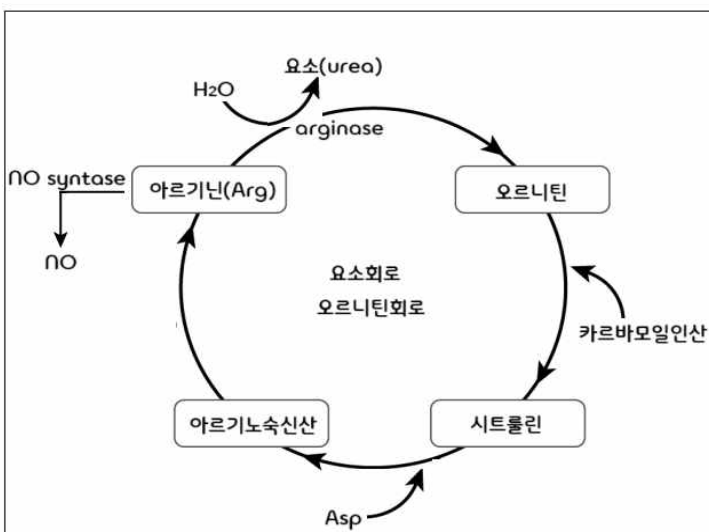 요소(urea)
H2O
arginase
NO syntase
아르기닌(Arg)
오르니틴
NO
요소회로
오르니틴회로
카르바모일인산
아르기노숙신산
시트룰린
Asp